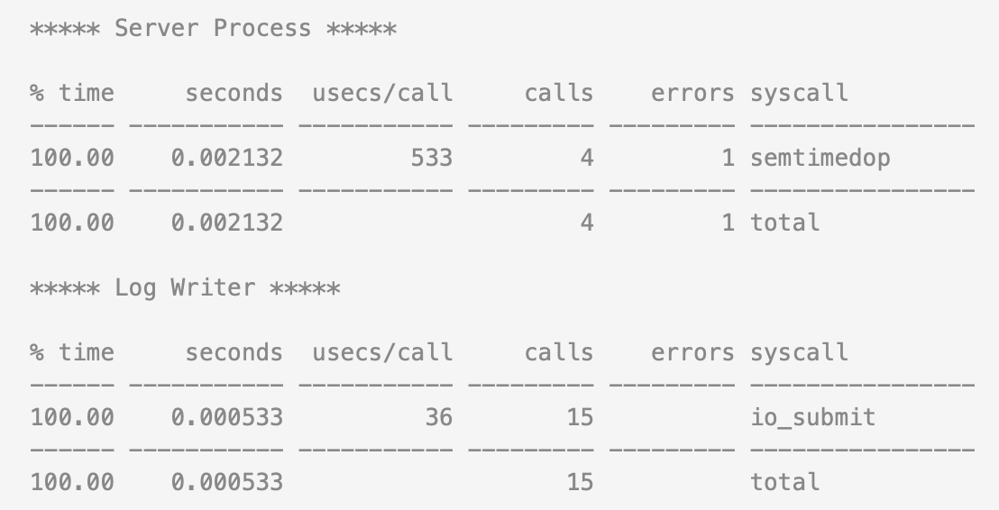 ***** Server Process *****
% time     seconds  usecs/call     calls    errors syscall
------ ----------- ----------- --------- --------- ----------------
100.00    0.002132         533         4         1 semtimedop
------ ----------- ----------- --------- --------- ----------------
100.00    0.002132                     4         1 total
***** Log Writer *****
% time     seconds  usecs/call     calls    errors syscall
------ ----------- ----------- --------- --------- ----------------
100.00    0.000533          36        15           io_submit
------ ----------- ----------- --------- --------- ----------------
100.00    0.000533                    15           total